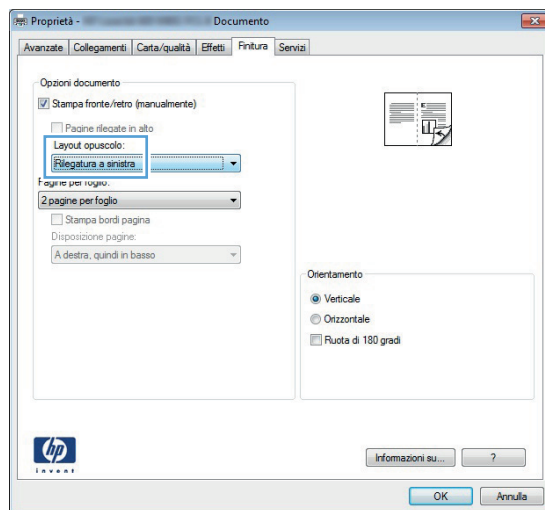 Proprietà - Documento
Avanzate Collegamenti Carta/qualità Effetti Finitura Servizi
Opzioni documento
Stampa fronte/retro (manualmente)
Pagine rilegate in alto
Layout opuscolo:
Rilegatura a sinistra
Pagine per foglio:
2 pagine per foglio
Stampa bordi pagina
Disposizione pagine:
A destra, quindi in basso
Orientamento
Verticale
Orizzontale
Ruota di 180 gradi
hp
invent
Informazioni su... ?
OK Annulla